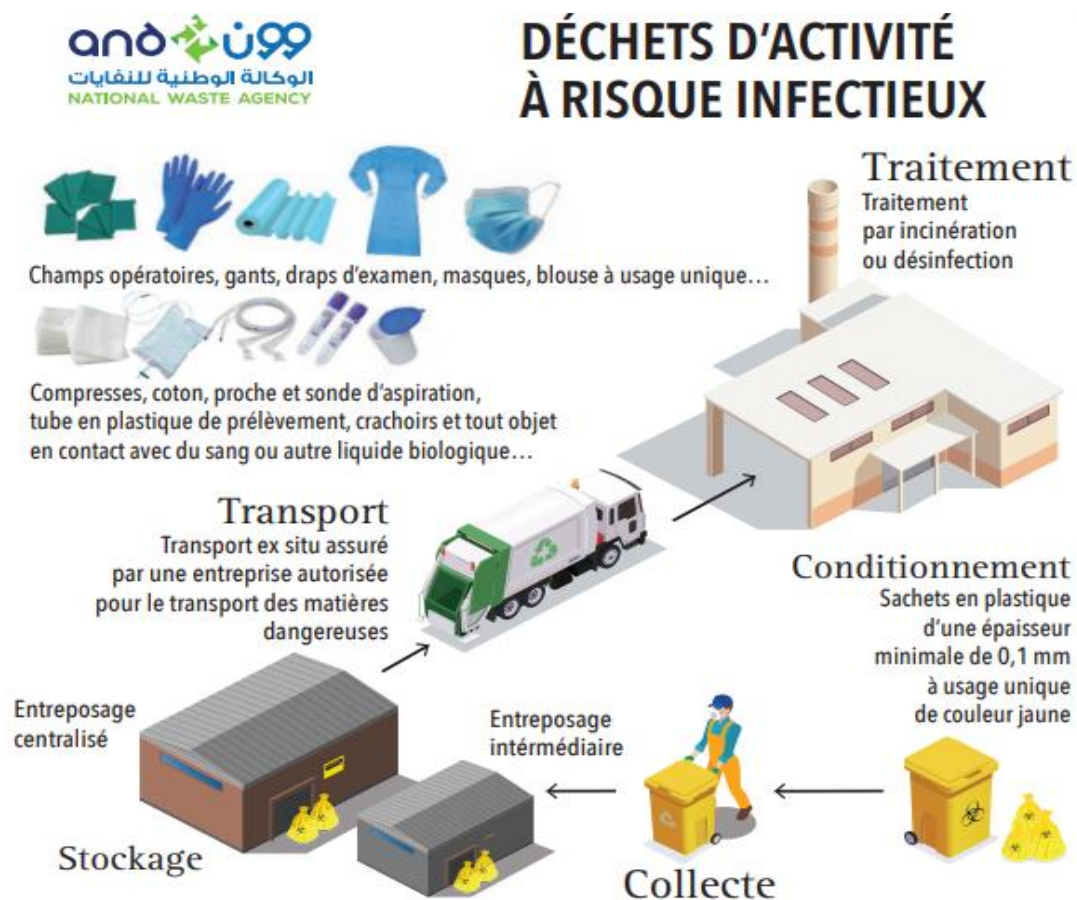 and وون
الوكالة الوطنية للنفايات
NATIONAL WASTE AGENCY
DÉCHETS D'ACTIVITÉ
À RISQUE INFECTIEUX
Traitement
Traitement
par incinération
ou désinfection
Champs opératoires, gants, draps d'examen, masques, blouse à usage unique…
Compresses, coton, proche et sonde d'aspiration,
tube en plastique de prélèvement, crachoirs et tout objet
en contact avec du sang ou autre liquide biologique…
Transport
Transport ex situ assuré
par une entreprise autorisée
pour le transport des matières
dangereuses
Conditionnement
Sachets en plastique
d'une épaisseur
minimale de 0,1 mm
à usage unique
de couleur jaune
Entreposage
centralisé
Entreposage
intérmédiaire
Stockage
Collecte